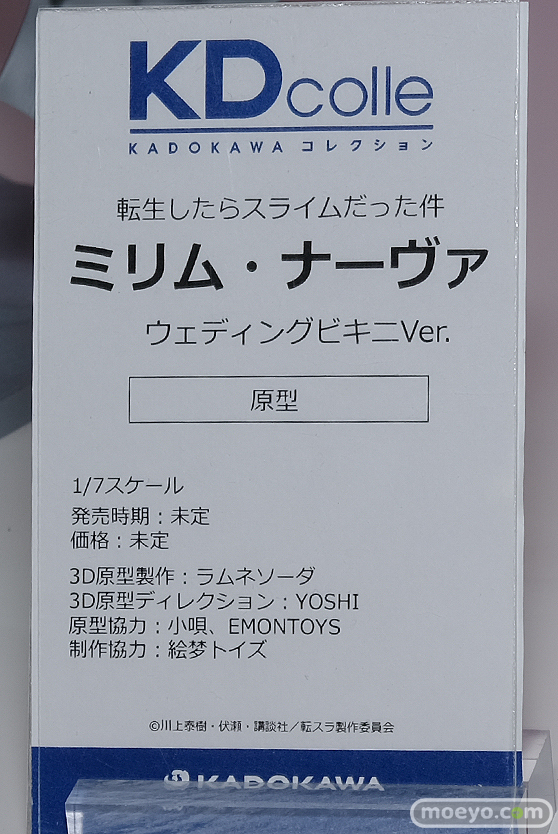 KDcolle
KADOKAWA コレクション
転生したらスライムだった件
ミリム・ナーヴァ
ウェディングビキニVer.
原型
1/7スケール
発売時期：未定
価格：未定
3D原型製作：ラムネソーダ
3D原型ディレクション：YOSHI
原型協力：小唄、EMONTOYS
制作協力：絵梦トイズ
©川上泰樹・伏瀬・講談社／転スラ製作委員会
KADOKAWA
moeyo.com